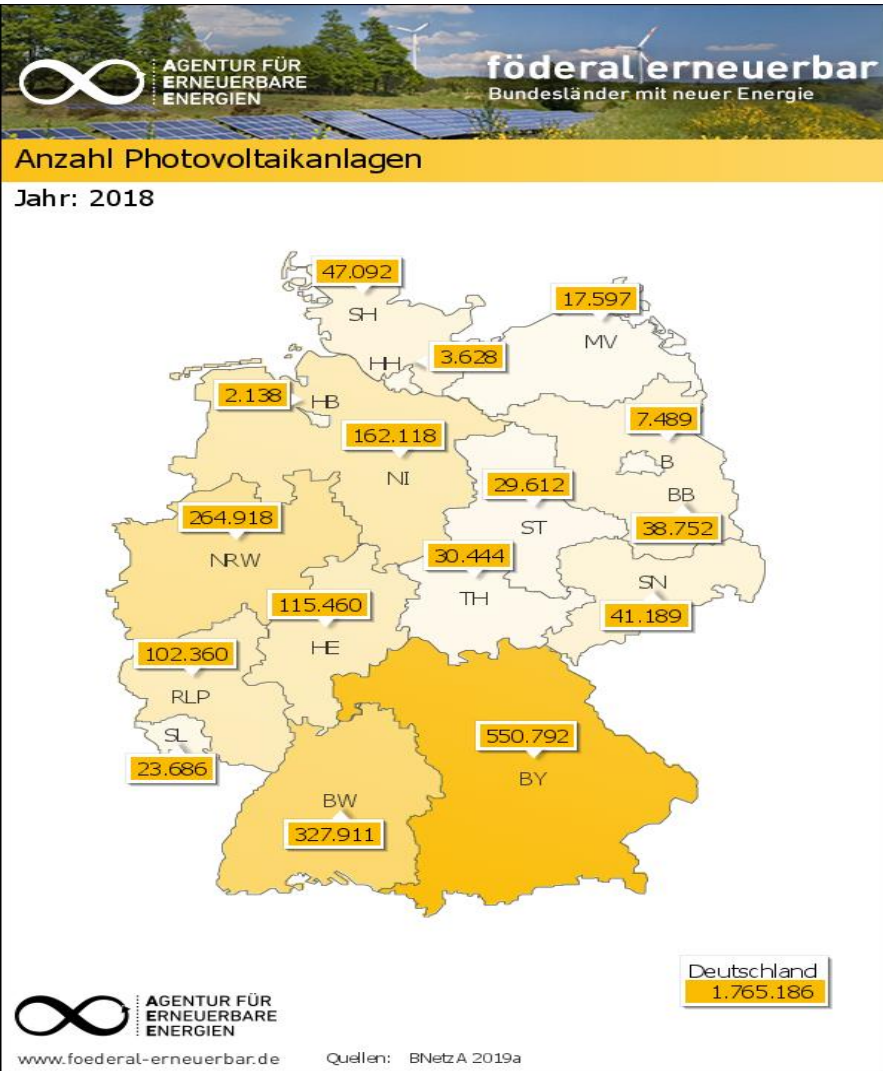 AGENTUR FÜR
ERNEUERBARE
ENERGIEN
föderal erneuerbar
Bundesländer mit neuer Energie
Anzahl Photovoltaikanlagen
Jahr: 2018
47.092
SH
17.597
MV
HH
3.628
2.138
HB
162.118
NI
7.489
B
BB
38.752
29.612
ST
264.918
NRW
30.444
TH
SN
41.189
115.460
HE
102.360
RLP
SL
23.686
550.792
BY
BW
327.911
Deutschland
1.765.186
AGENTUR FÜR
ERNEUERBARE
ENERGIEN
www.foederal-erneuerbar.de Quellen: BNetzA 2019a